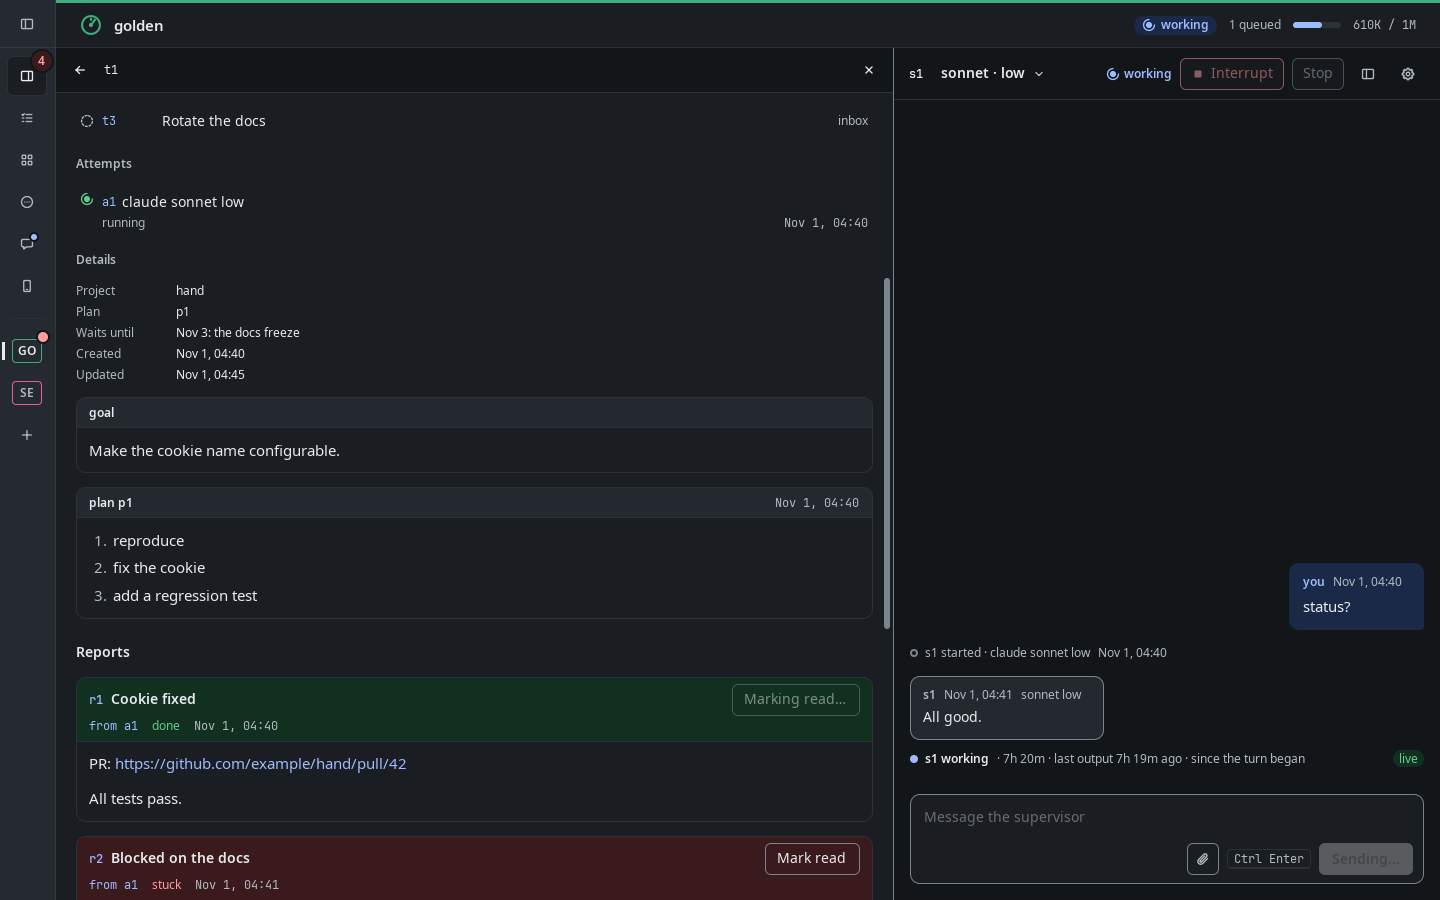 golden
working
1 queued
610K / 1M
4
GO
SE
t1
t3 Rotate the docs inbox
Attempts
a1 claude sonnet low
running Nov 1, 04:40
Details
Project hand
Plan p1
Waits until Nov 3: the docs freeze
Created Nov 1, 04:40
Updated Nov 1, 04:45
goal
Make the cookie name configurable.
plan p1 Nov 1, 04:40
1. reproduce
2. fix the cookie
3. add a regression test
Reports
r1 Cookie fixed Marking read...
from a1 done Nov 1, 04:40
PR: https://github.com/example/hand/pull/42
All tests pass.
r2 Blocked on the docs Mark read
from a1 stuck Nov 1, 04:41
s1 sonnet · low working Interrupt Stop
you Nov 1, 04:40
status?
s1 started · claude sonnet low Nov 1, 04:40
s1 Nov 1, 04:41 sonnet low
All good.
s1 working · 7h 20m · last output 7h 19m ago · since the turn began live
Message the supervisor
Ctrl Enter Sending...